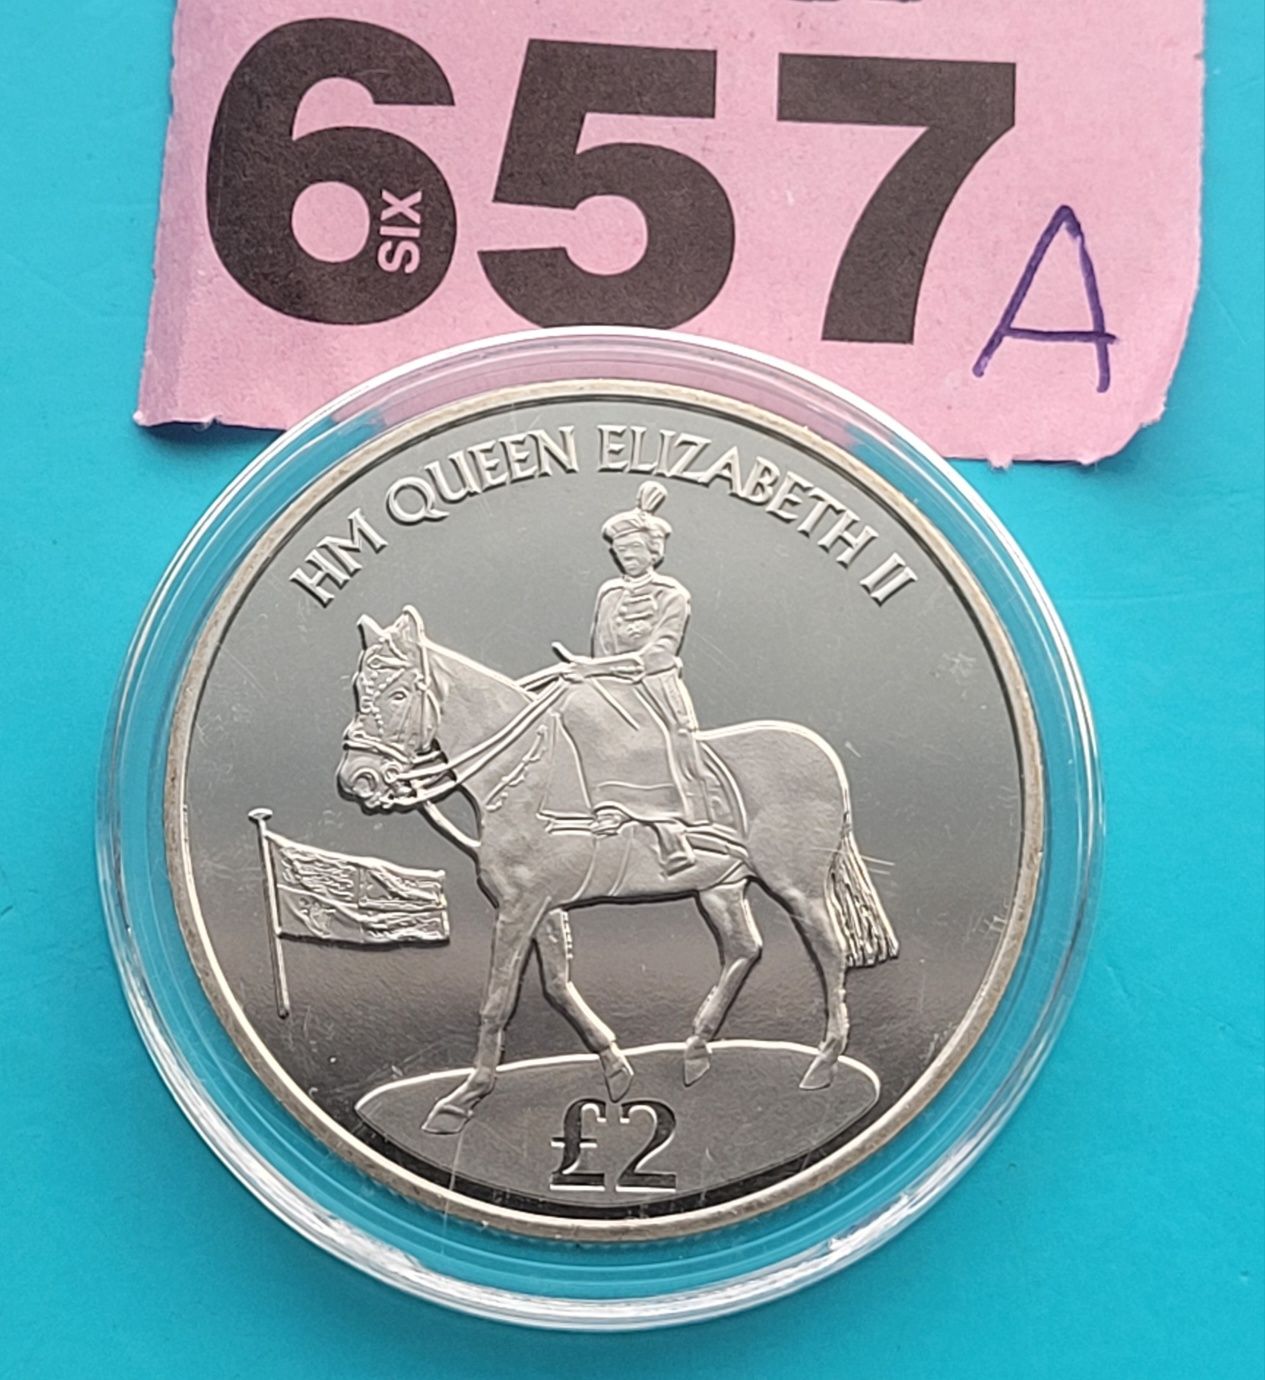 657
SIX
A
HM QUEEN ELIZABETH II
£2